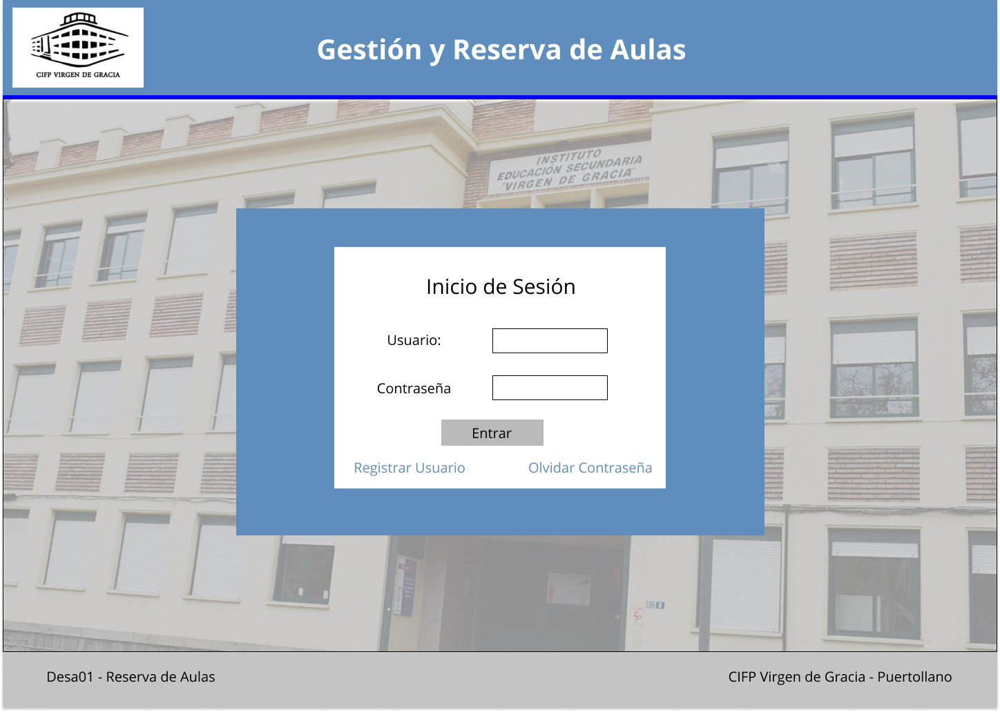 CIFP VIRGEN DE GRACIA
Gestión y Reserva de Aulas
INSTITUTO
EDUCACIÓN SECUNDARIA
"VIRGEN DE GRACIA"
Inicio de Sesión
Usuario:
Contraseña
Entrar
Registrar Usuario
Olvidar Contraseña
Desa01 - Reserva de Aulas
CIFP Virgen de Gracia - Puertollano